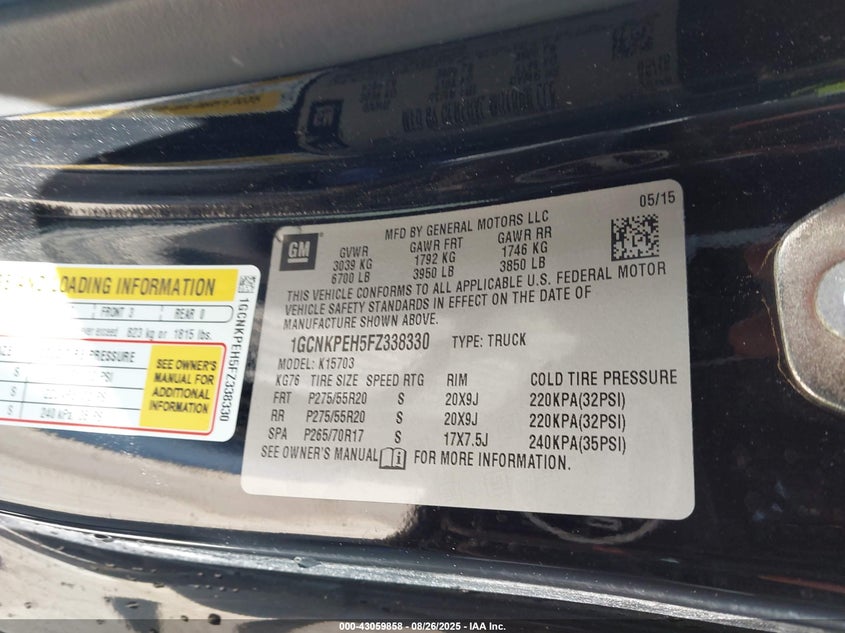 05/15
GM
MFD BY GENERAL MOTORS LLC
GVWR GAWR FRT GAWR RR
3039 KG 1792 KG 1746 KG
6700 LB 3950 LB 3850 LB
THIS VEHICLE CONFORMS TO ALL APPLICABLE U.S. FEDERAL MOTOR
VEHICLE SAFETY STANDARDS IN EFFECT ON THE DATE OF
MANUFACTURE SHOWN ABOVE.
1GCNKPEH5FZ338330 TYPE: TRUCK
MODEL: K15703
KG76 TIRE SIZE SPEED RTG RIM COLD TIRE PRESSURE
FRT P275/55R20 S 20X9J 220KPA(32PSI)
RR P275/55R20 S 20X9J 220KPA(32PSI)
SPA P265/70R17 S 17X7.5J 240KPA(35PSI)
SEE OWNER'S MANUAL FOR MORE INFORMATION.
LOADING INFORMATION
FRONT 3 REAR 0
exceed 823 kg or 1815 lbs.
PRESSURE
SEE OWNER'S
MANUAL FOR
ADDITIONAL
INFORMATION
S
S 240 kPa,
1GCNKPEH5FZ338330
000-43059858 - 08/26/2025 - IAA Inc.